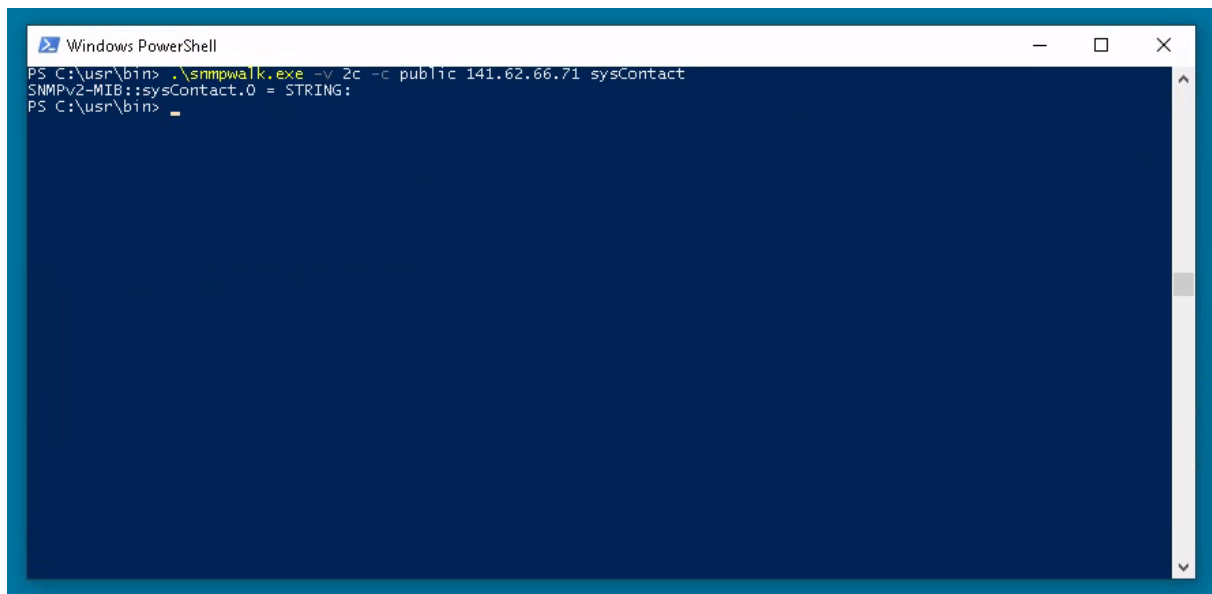 Windows PowerShell
PS C:\usr\bin> .\snmpwalk.exe -v 2c -c public 141.62.66.71 sysContact
SNMPv2-MIB::sysContact.0 = STRING:
PS C:\usr\bin>